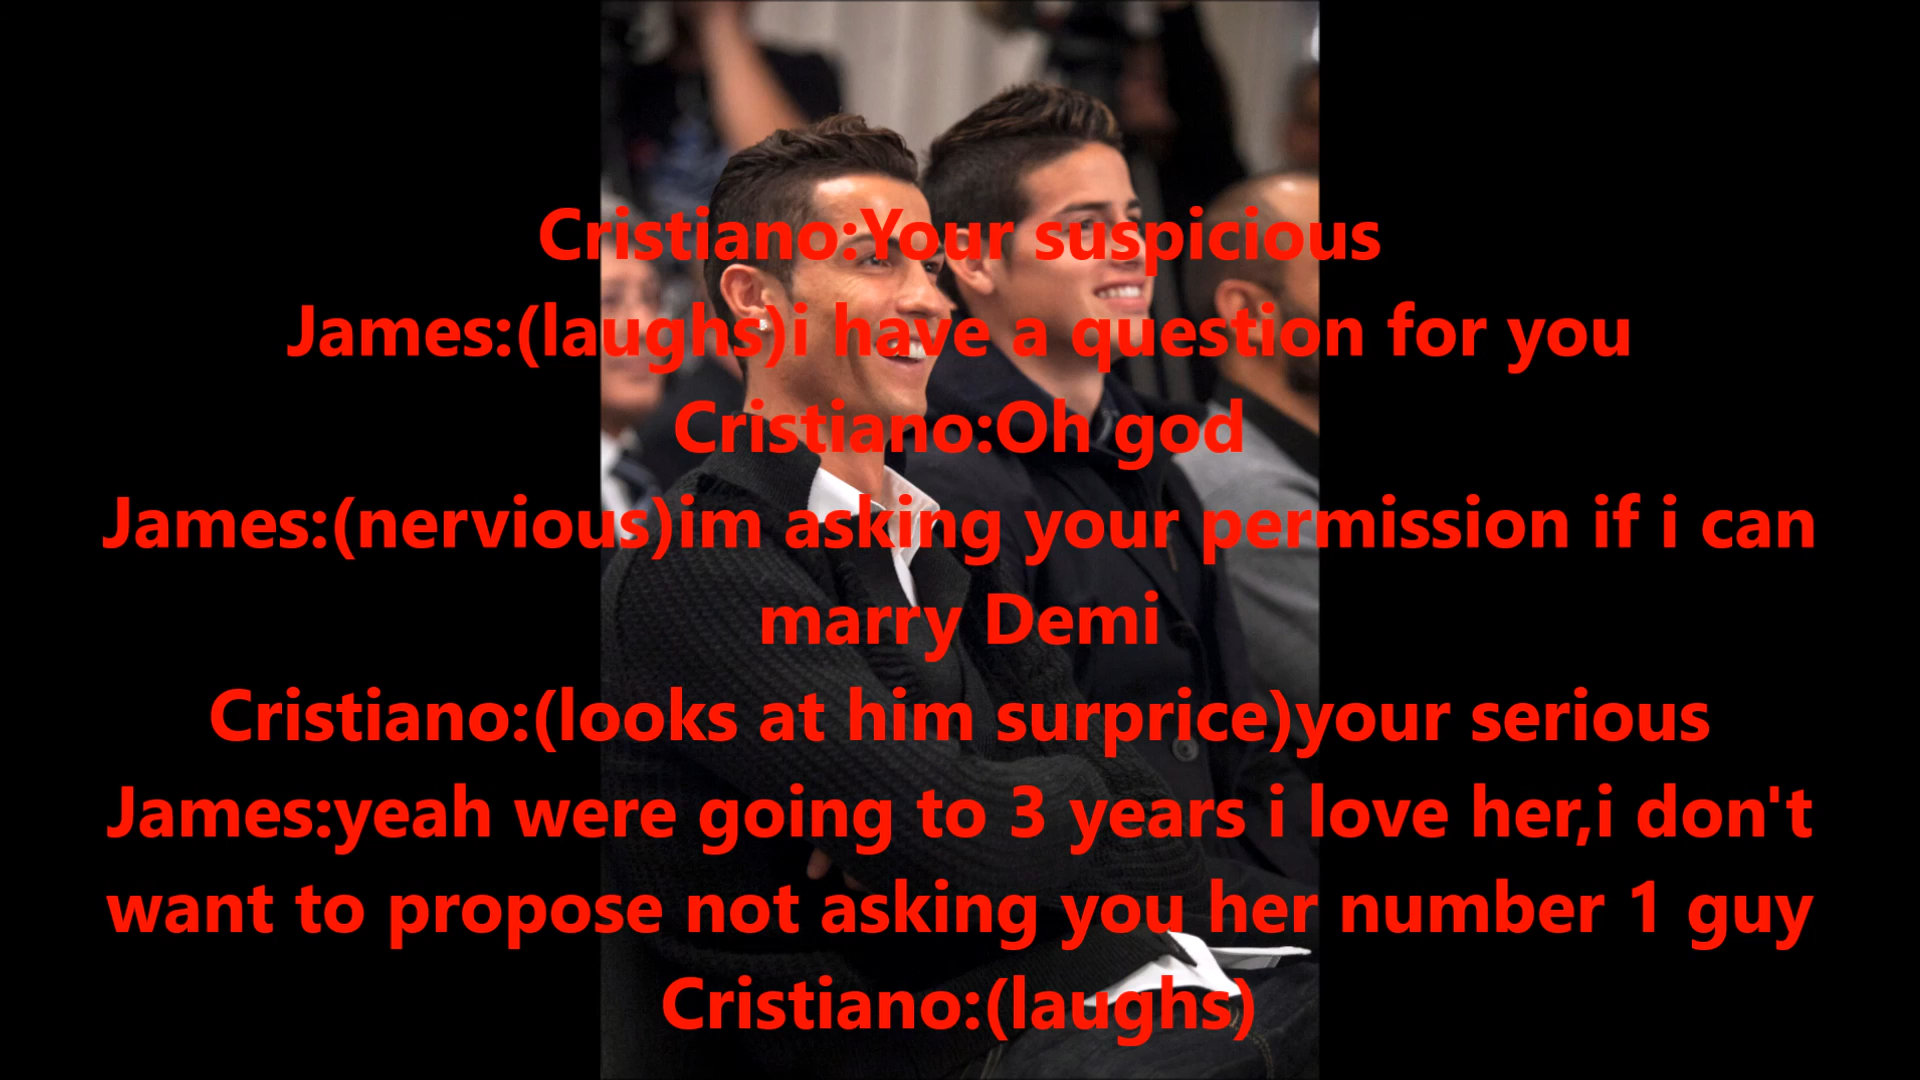 Cristiano:Your suspicious
James:(laughs)i have a question for you
Cristiano:Oh god
James:(nervious)im asking your permission if i can
marry Demi
Cristiano:(looks at him surprice)your serious
James:yeah were going to 3 years i love her,i don't
want to propose not asking you her number 1 guy
Cristiano:(laughs)